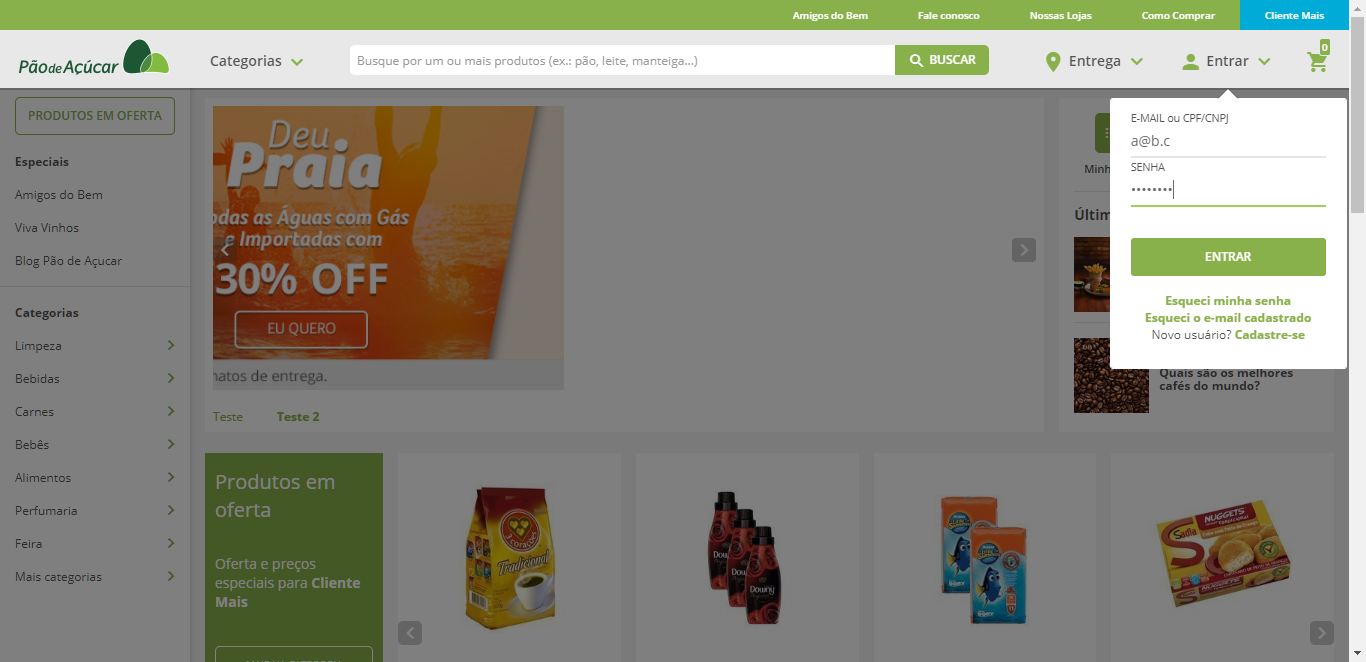 Amigos do Bem
Fale conosco
Nossas Lojas
Como Comprar
Cliente Mais
Pão de Açúcar
Categorias
Busque por um ou mais produtos (ex.: pão, leite, manteiga...)
BUSCAR
Entrega
Entrar
0
PRODUTOS EM OFERTA
Especiais
Amigos do Bem
Viva Vinhos
Blog Pão de Açucar
Categorias
Limpeza
Bebidas
Carnes
Bebês
Alimentos
Perfumaria
Feira
Mais categorias
Deu
Praia
das as Águas com Gás
e Importadas com
30% OFF
EU QUERO
de entrega.
Teste
Teste 2
E-MAIL ou CPF/CNPJ
a@b.c
SENHA
••••••••
ENTRAR
Esqueci minha senha
Esqueci o e-mail cadastrado
Novo usuário? Cadastre-se
Quais são os melhores
cafés do mundo?
Produtos em
oferta
Oferta e preços
especiais para Cliente
Mais
3 CORAÇÕES
Tradicional
Downy
Sadia
NUGGETS